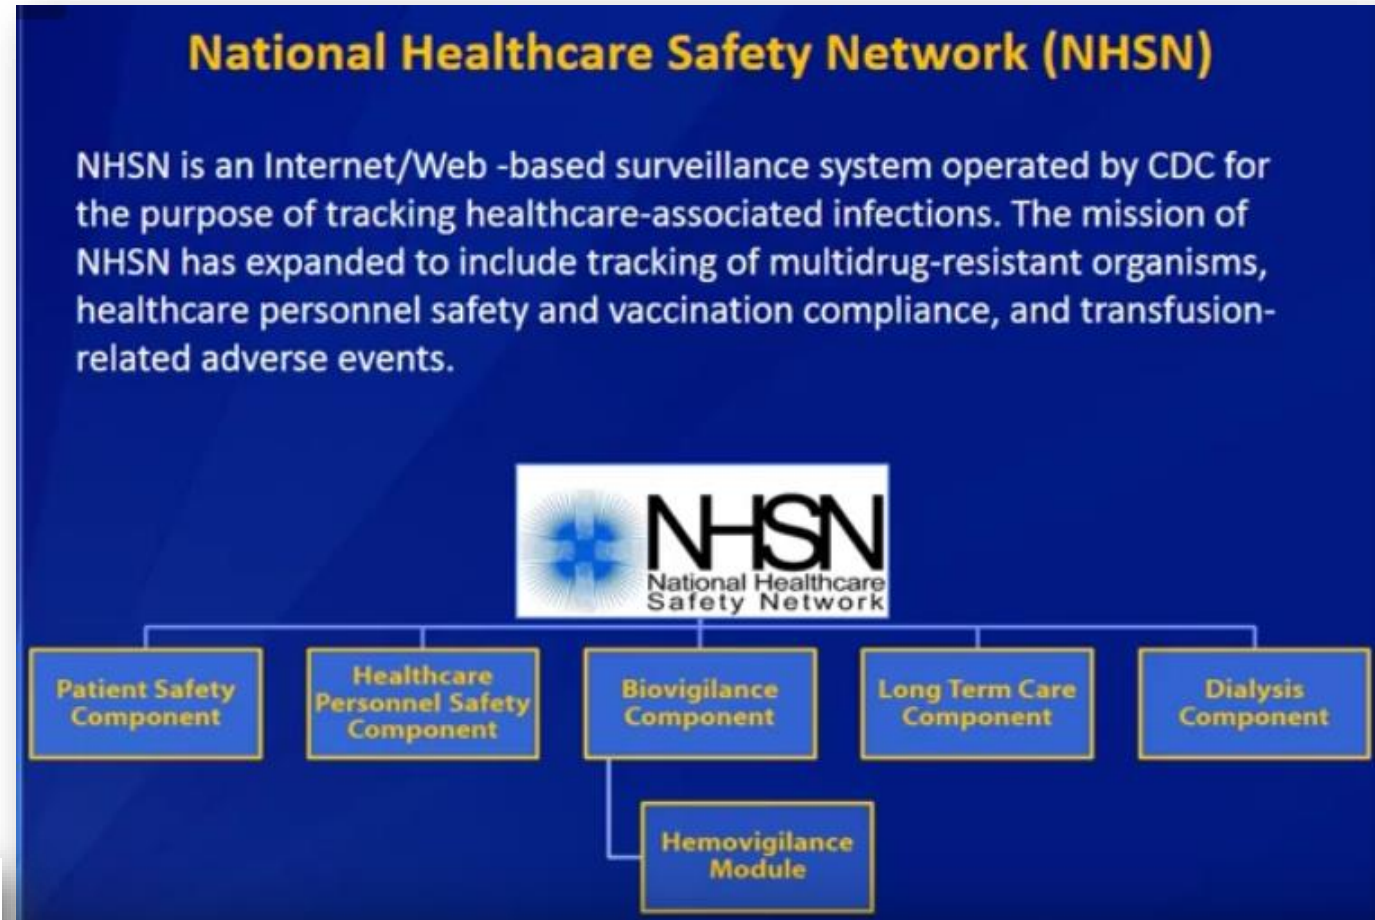 National Healthcare Safety Network (NHSN)
NHSN is an Internet/Web -based surveillance system operated by CDC for
the purpose of tracking healthcare-associated infections. The mission of
NHSN has expanded to include tracking of multidrug-resistant organisms,
healthcare personnel safety and vaccination compliance, and transfusion-
related adverse events.
NHSN
National Healthcare
Safety Network
Patient Safety
Component
Healthcare
Personnel Safety
Component
Biovigilance
Component
Long Term Care
Component
Dialysis
Component
Hemovigilance
Module